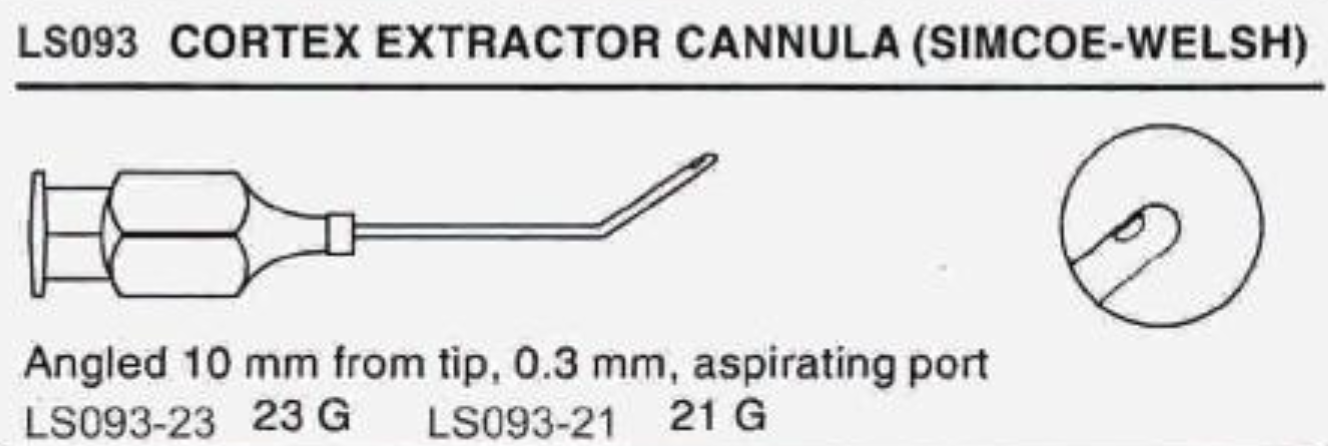 LS093 CORTEX EXTRACTOR CANNULA (SIMCOE-WELSH)
Angled 10 mm from tip, 0.3 mm, aspirating port
LS093-23 23 G LS093-21 21 G